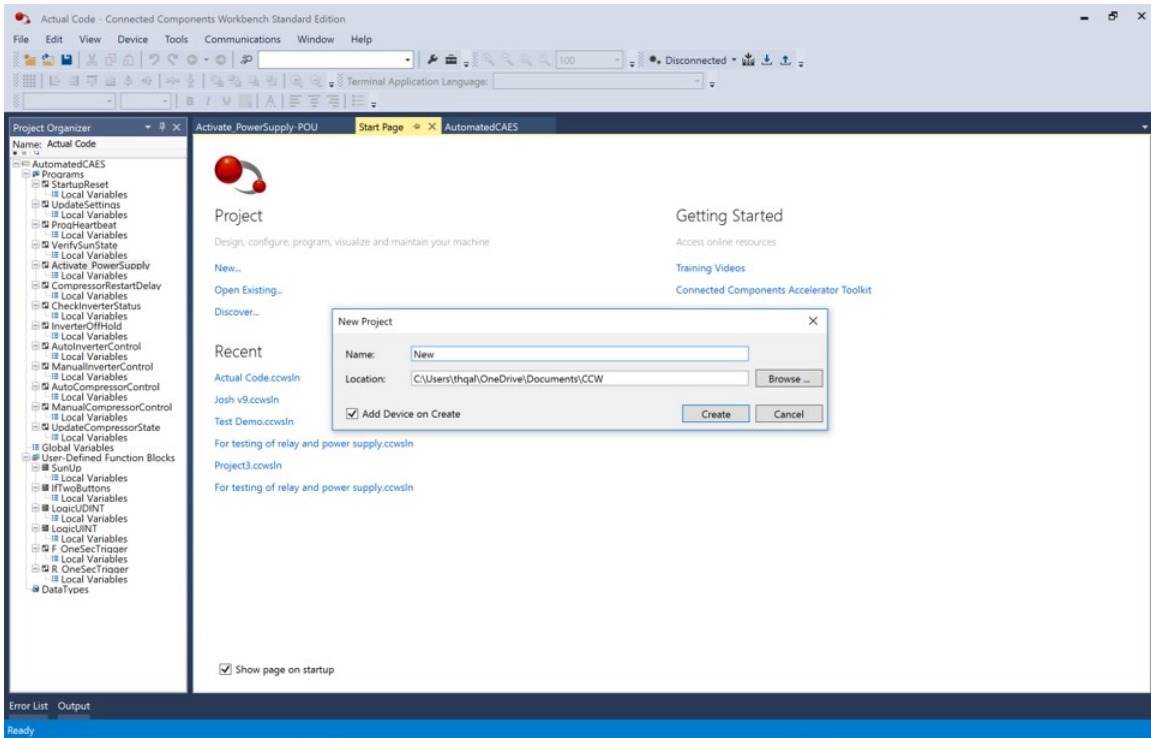 Actual Code - Connected Components Workbench Standard Edition
File Edit View Device Tools Communications Window Help
100
Disconnected
Terminal Application Language:
B I U A
Project Organizer
Name: Actual Code
AutomatedCAES
Programs
StartupReset
Local Variables
UpdateSettings
Local Variables
ProgHeartbeat
Local Variables
VerifySunState
Local Variables
Activate_PowerSupply
Local Variables
CompressorRestartDelay
Local Variables
CheckInverterStatus
Local Variables
InverterOffHold
Local Variables
AutoInverterControl
Local Variables
ManualInverterControl
Local Variables
AutoCompressorControl
Local Variables
ManualCompressorControl
Local Variables
UpdateCompressorState
Local Variables
Global Variables
User-Defined Function Blocks
SunUp
Local Variables
IfTwoButtons
Local Variables
LogicUDINT
Local Variables
LogicUINT
Local Variables
F_OneSecTrigger
Local Variables
R_OneSecTrigger
Local Variables
DataTypes
Activate_PowerSupply-POU Start Page AutomatedCAES
Project
Design, configure, program, visualize and maintain your machine
New...
Open Existing...
Discover...
Recent
Actual Code.ccwsln
Josh v9.ccwsln
Test Demo.ccwsln
For testing of relay and power supply.ccwsln
Project3.ccwsln
For testing of relay and power supply.ccwsln
Getting Started
Access online resources
Training Videos
Connected Components Accelerator Toolkit
New Project
Name: New
Location: C:\Users\thqal\OneDrive\Documents\CCW Browse ...
Add Device on Create Create Cancel
Show page on startup
Error List Output
Ready